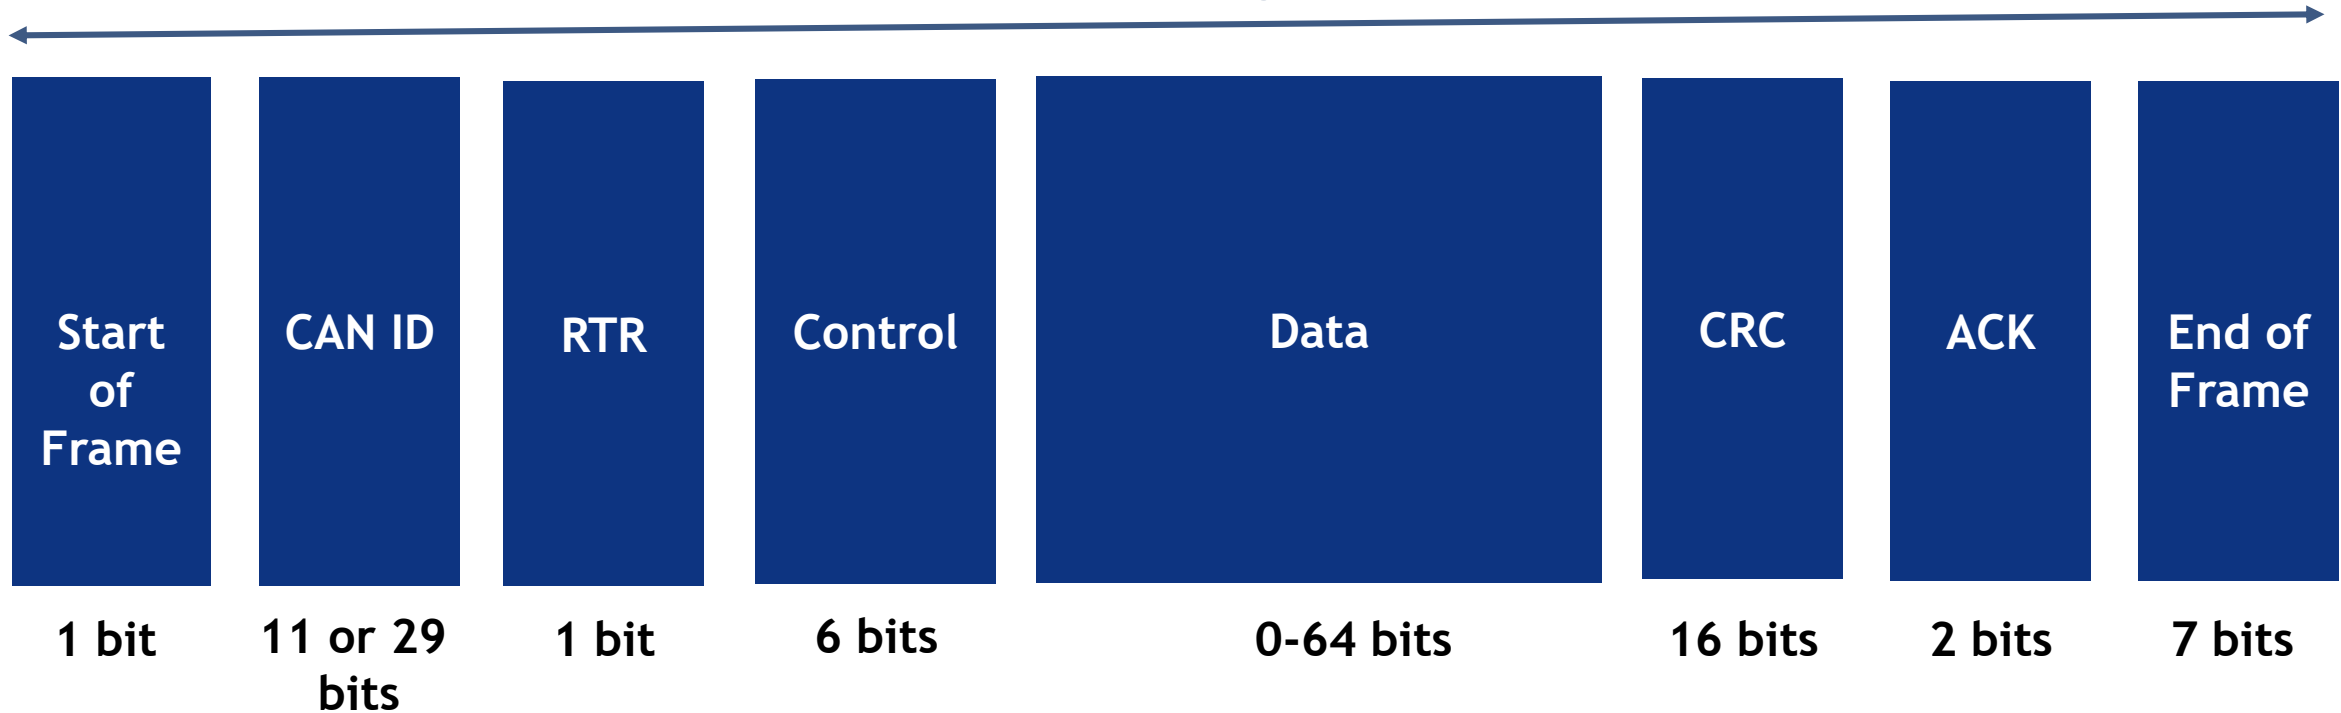 Start
of
Frame
CAN ID
RTR
Control
Data
CRC
ACK
End of
Frame
1 bit
11 or 29
bits
1 bit
6 bits
0-64 bits
16 bits
2 bits
7 bits